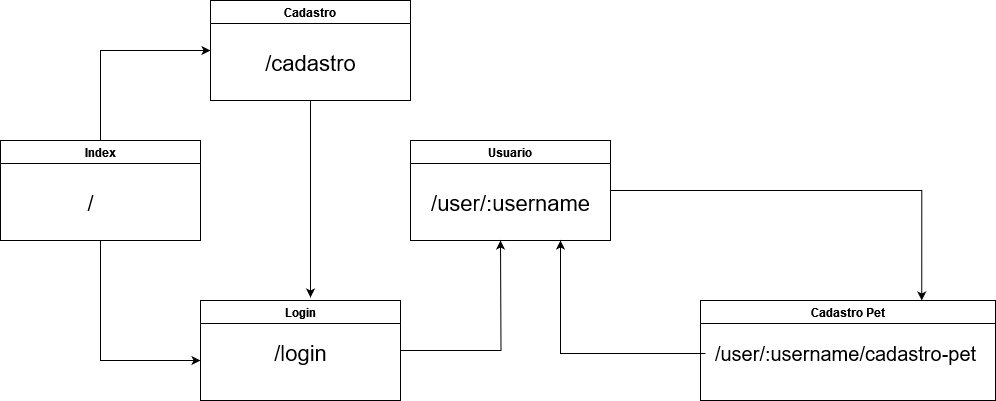 Cadastro
/cadastro
Index
/
Usuario
/user/:username
Login
/login
Cadastro Pet
/user/:username/cadastro-pet